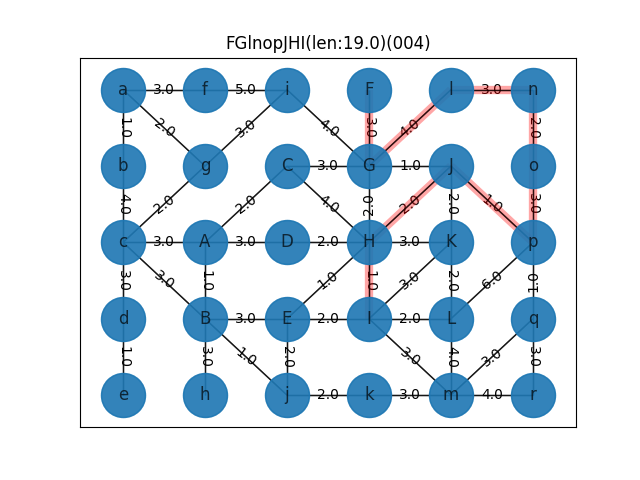 FGlnopJHI(len:19.0)(004)
a 3.0 f 5.0 i F l 3.0 n
1.0 2.0 3.0 4.0 3.0 4.0 2.0
b g C 3.0 G 1.0 J o
4.0 2.0 2.0 4.0 2.0 2.0 2.0 1.0 3.0
c 3.0 A 3.0 D 2.0 H 3.0 K p
3.0 3.0 1.0 1.0 1.0 3.0 2.0 6.0 1.0
d B 3.0 E 2.0 I 2.0 L q
1.0 3.0 1.0 2.0 3.0 4.0 3.0 3.0
e h j 2.0 k 3.0 m 4.0 r